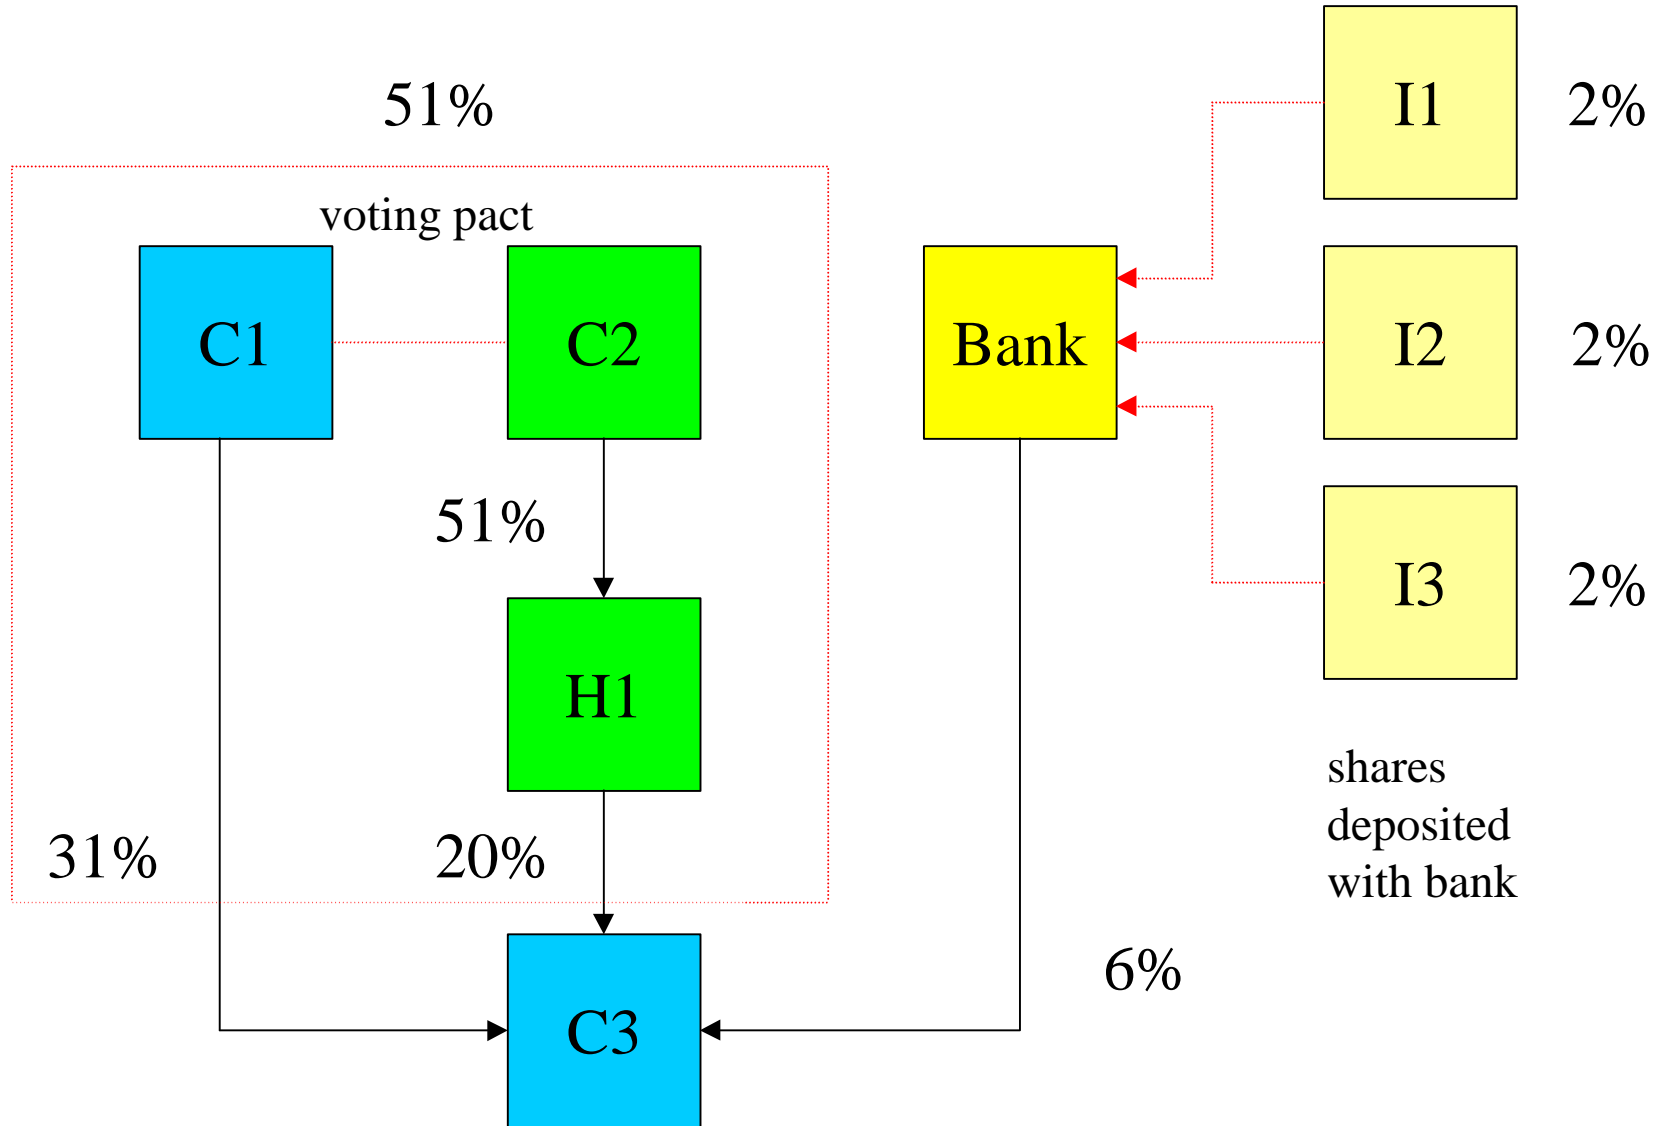 51%
voting pact
I1
2%
C1
C2
Bank
I2
2%
51%
I3
2%
H1
shares
deposited
with bank
31%
20%
6%
C3